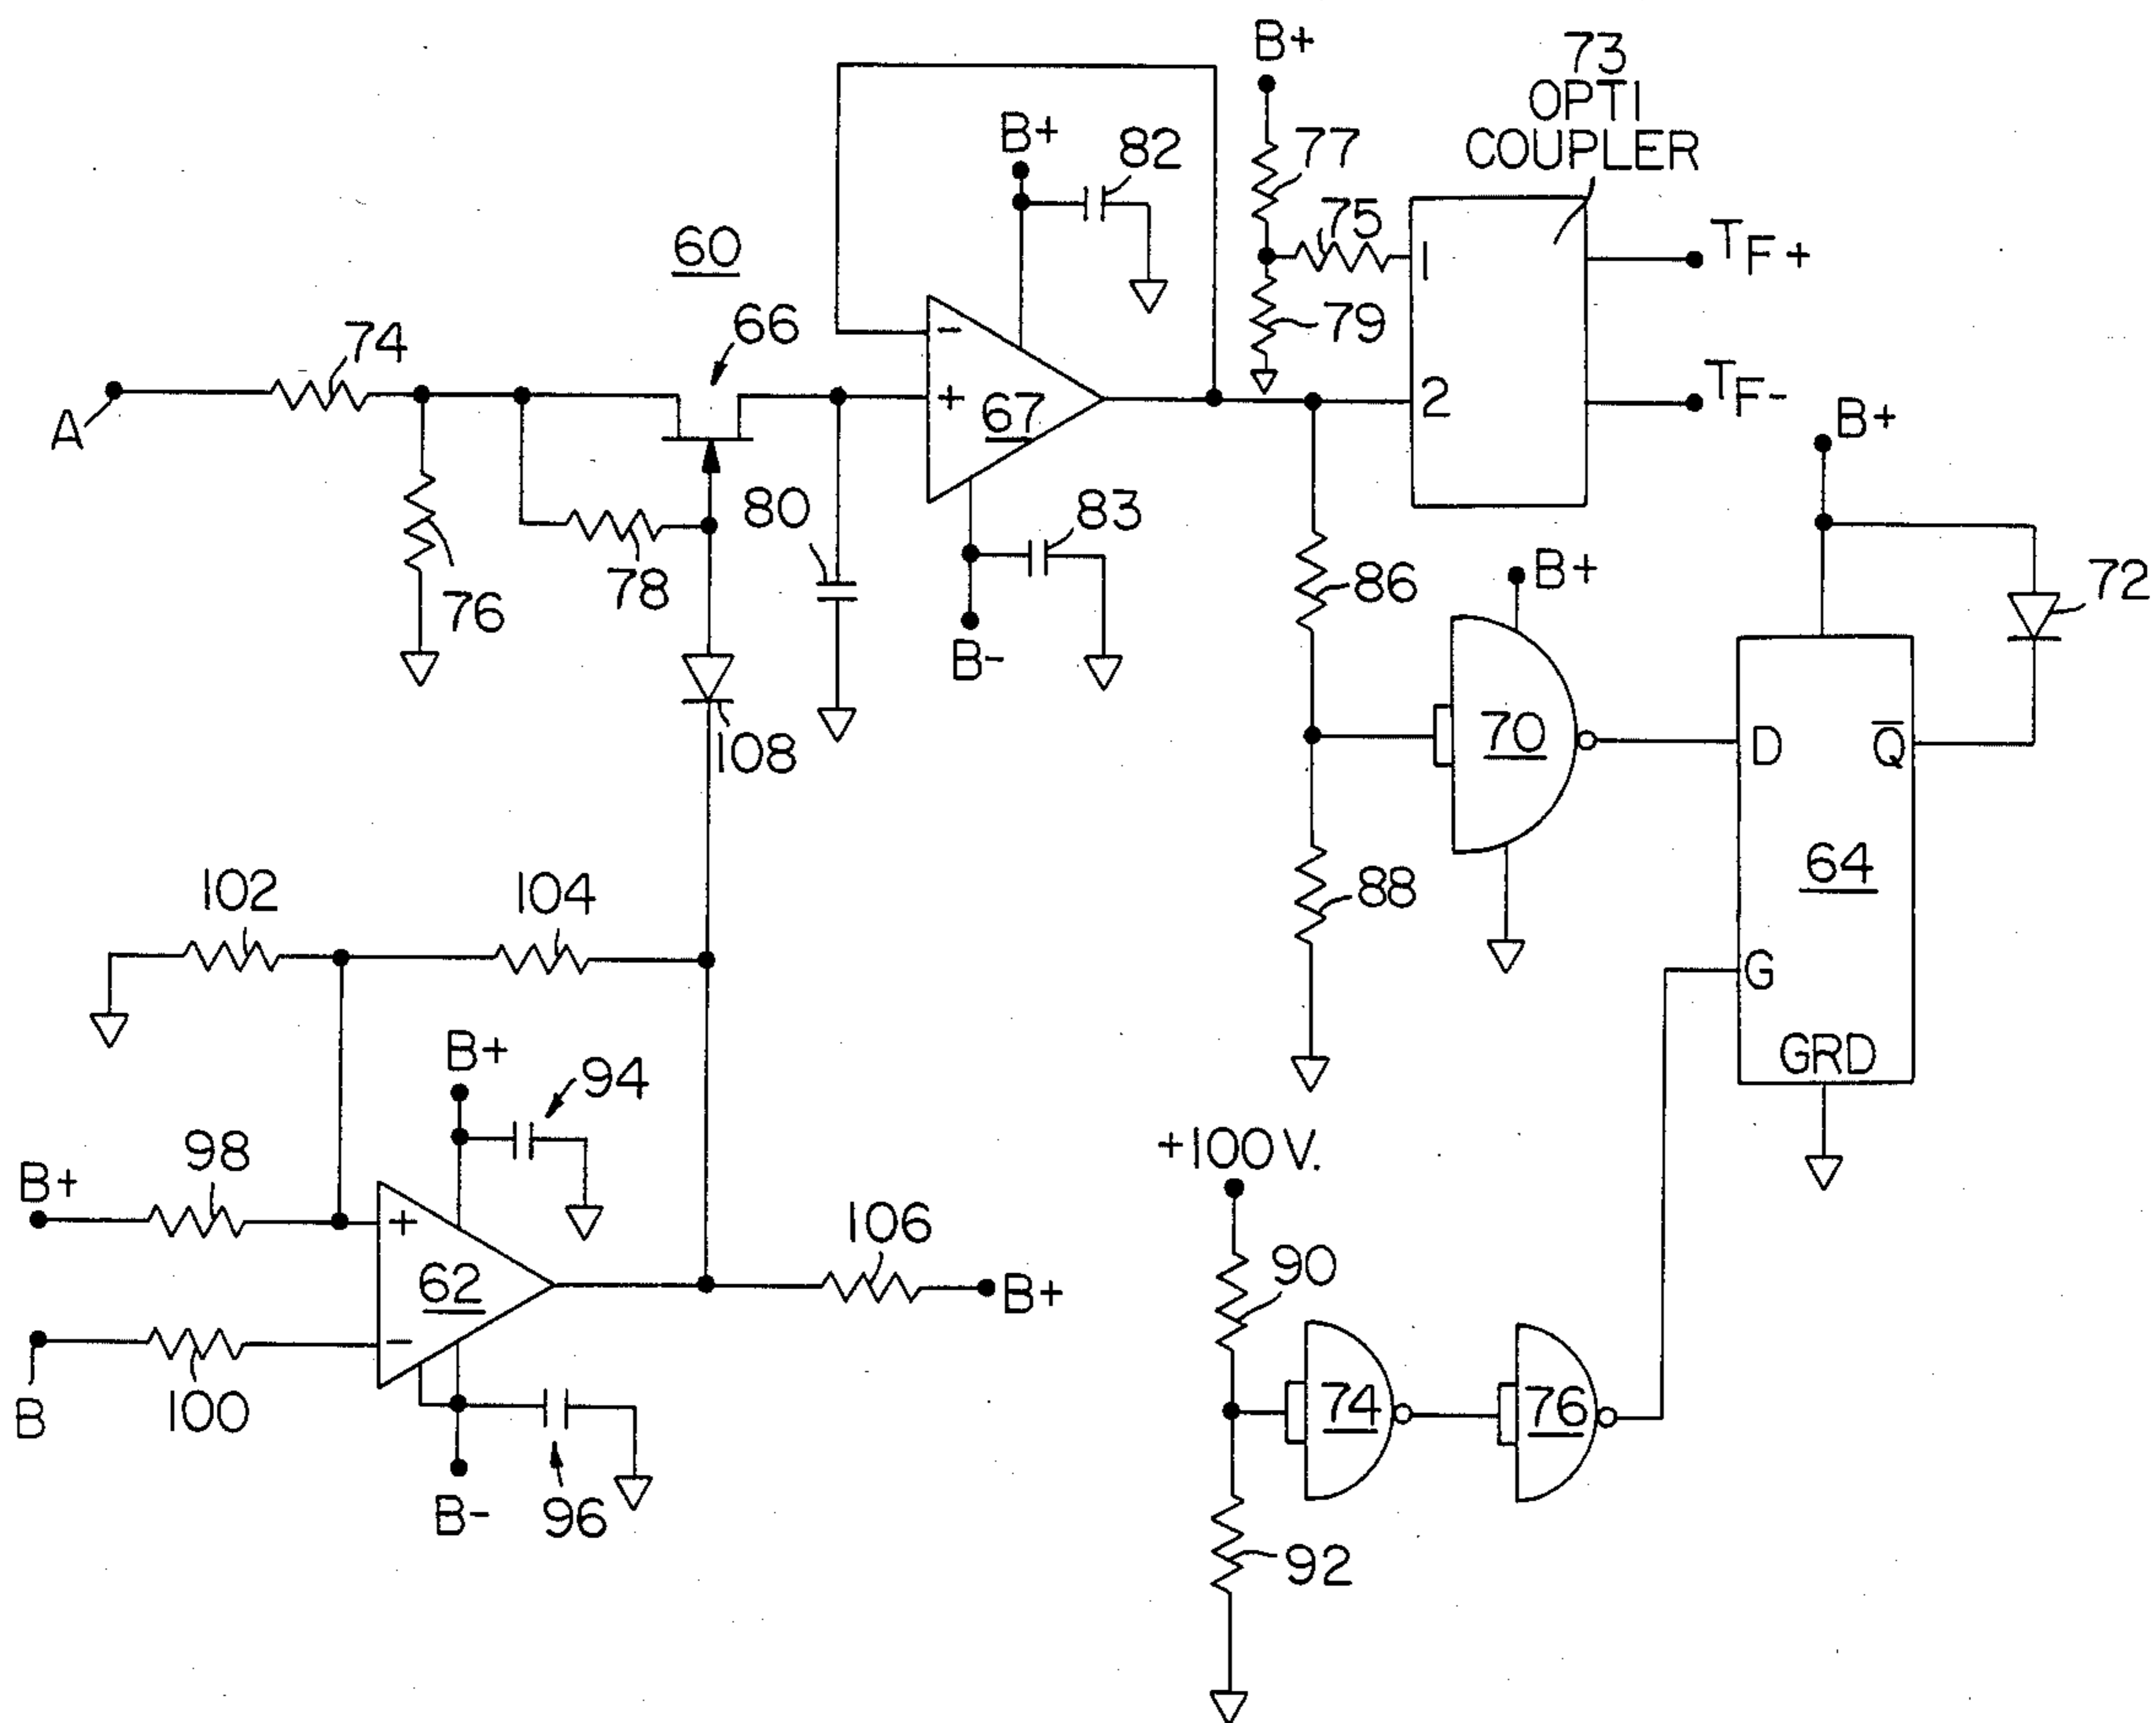 B+
73
OPTI
COUPLER
B+
82
77
75
60
1
TF+
74
66
79
A
-
+
67
2
TF-
B+
80
83
76
78
B-
86
B+
72
108
70
D
Q̅
102
104
88
64
G
B+
94
GRD
98
+100 V.
B+
+
106
62
90
B+
B
-
100
74
76
B-
96
92